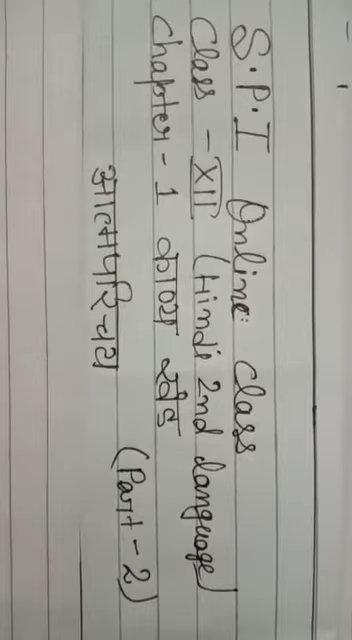 S.P.I Online: class
Class - XII (Hindi 2nd language)
Chapter - 1 काव्य खंड
आत्मपरिचय
(Part - 2)